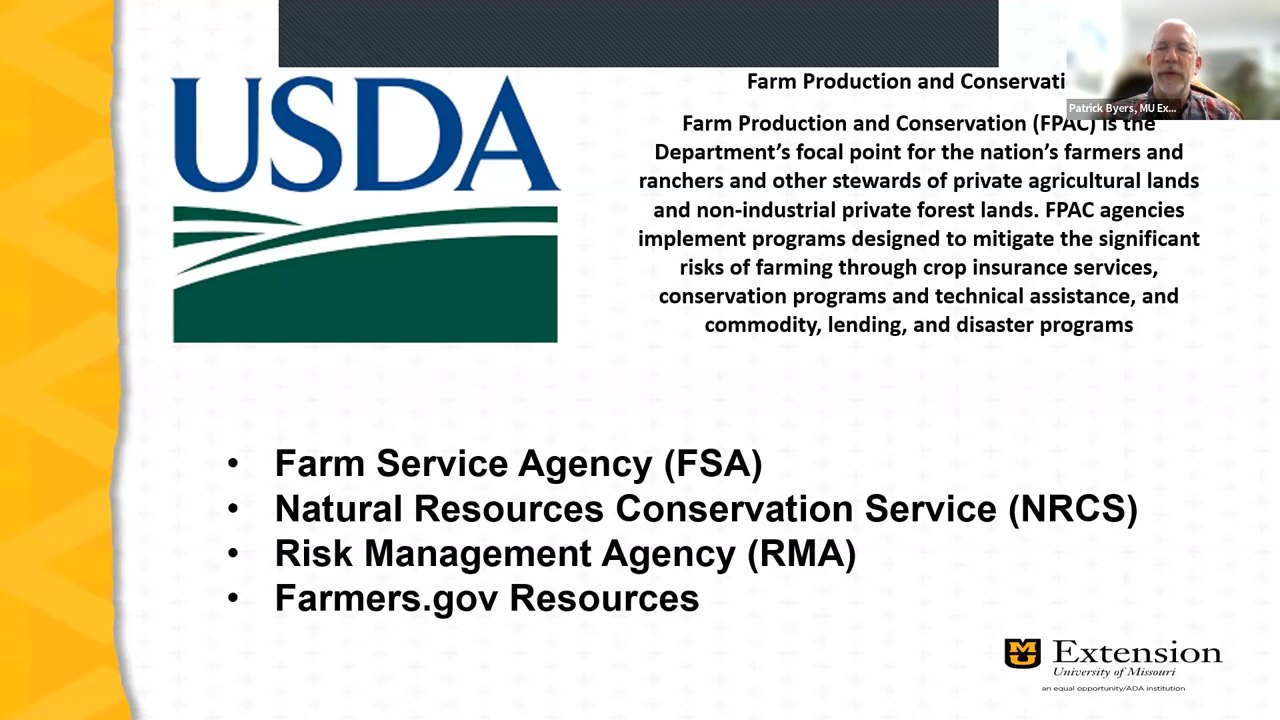 USDA
Farm Production and Conservati
Patrick Byers, MU Ex...
Farm Production and Conservation (FPAC) is the
Department’s focal point for the nation’s farmers and
ranchers and other stewards of private agricultural lands
and non-industrial private forest lands. FPAC agencies
implement programs designed to mitigate the significant
risks of farming through crop insurance services,
conservation programs and technical assistance, and
commodity, lending, and disaster programs
• Farm Service Agency (FSA)
• Natural Resources Conservation Service (NRCS)
• Risk Management Agency (RMA)
• Farmers.gov Resources
Extension
University of Missouri
an equal opportunity/ADA institution